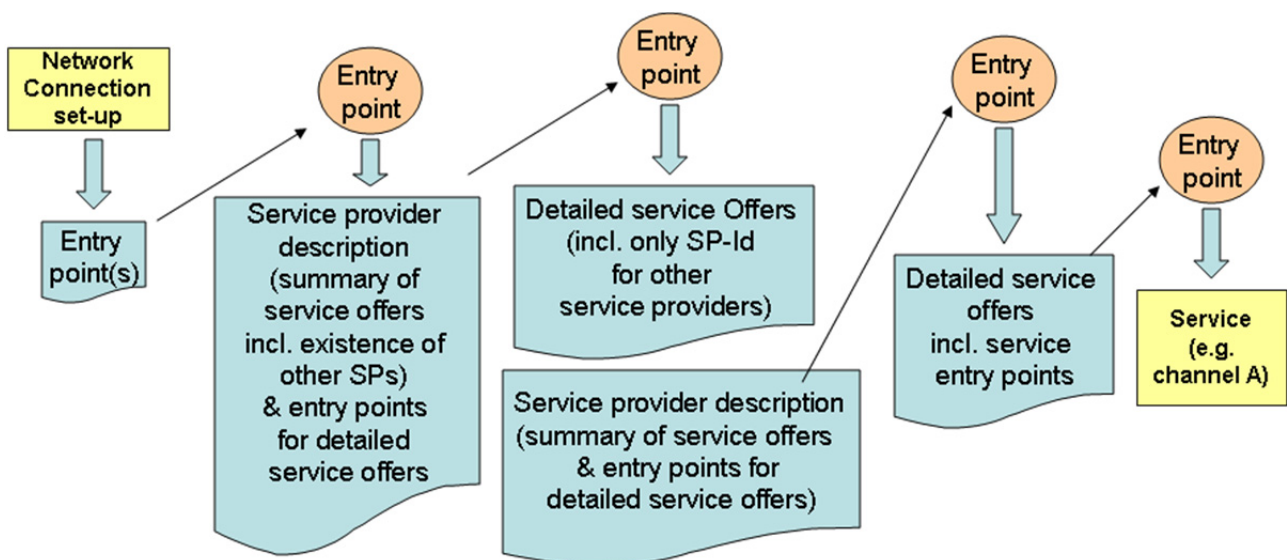 Network
Connection
set-up
Entry
point(s)
Entry
point
Service provider
description
(summary of
service offers
incl. existence of
other SPs)
& entry points
for detailed
service offers
Entry
point
Detailed service Offers
(incl. only SP-Id
for other
service providers)
Service provider description
(summary of service offers
& entry points for
detailed service offers)
Entry
point
Detailed service
offers
incl. service
entry points
Entry
point
Service
(e.g.
channel A)